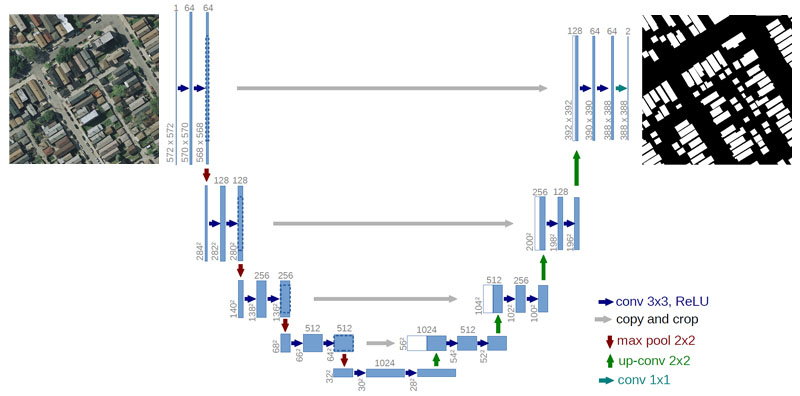 1 64 64
128 64 64 2
572 x 572
570 x 570
568 x 568
392 x 392
390 x 390
388 x 388
388 x 388
128 128
256 128
284²
282²
280²
200²
198²
196²
256 256
512 256
140²
138²
136²
104²
102²
100²
512 512
1024 512
68²
66²
64²
56²
54²
52²
1024
32²
30²
28²
conv 3x3, ReLU
copy and crop
max pool 2x2
up-conv 2x2
conv 1x1